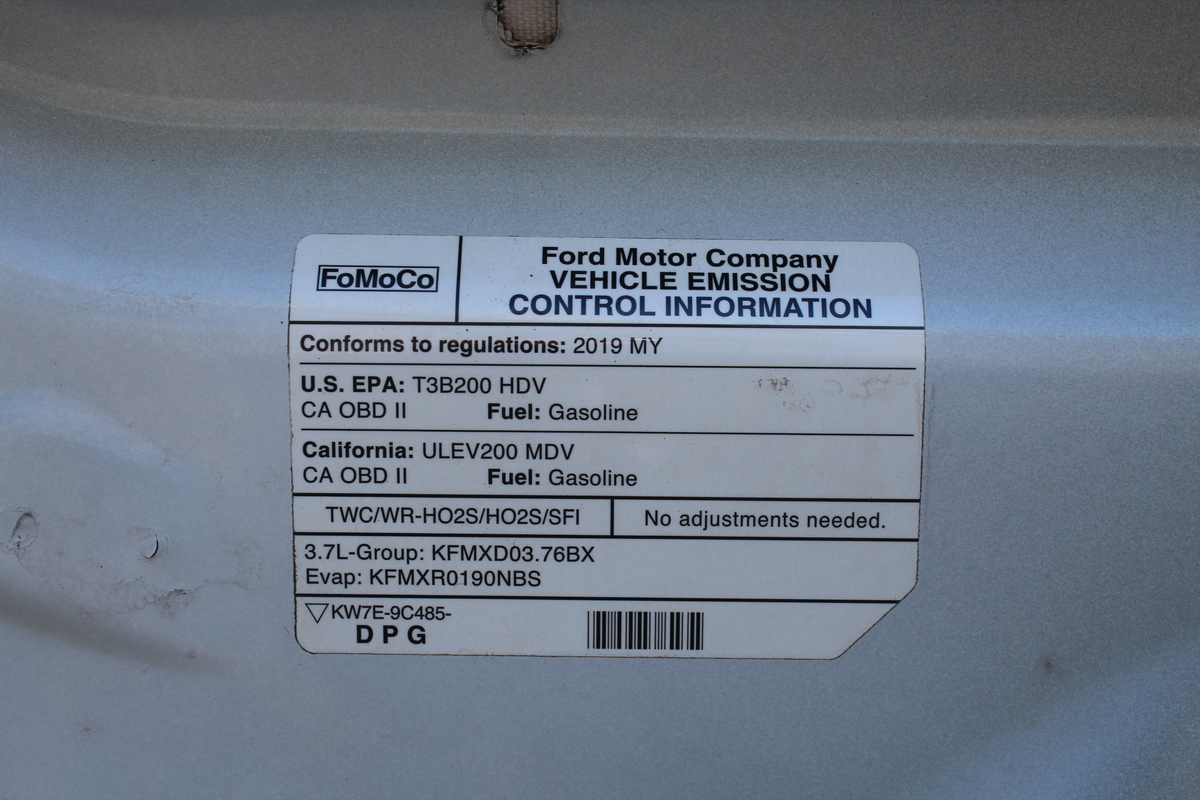 FoMoCo
Ford Motor Company
VEHICLE EMISSION
CONTROL INFORMATION
Conforms to regulations: 2019 MY
U.S. EPA: T3B200 HDV
CA OBD II Fuel: Gasoline
California: ULEV200 MDV
CA OBD II Fuel: Gasoline
TWC/WR-HO2S/HO2S/SFI No adjustments needed.
3.7L-Group: KFMXD03.76BX
Evap: KFMXR0190NBS
KW7E-9C485-
D P G